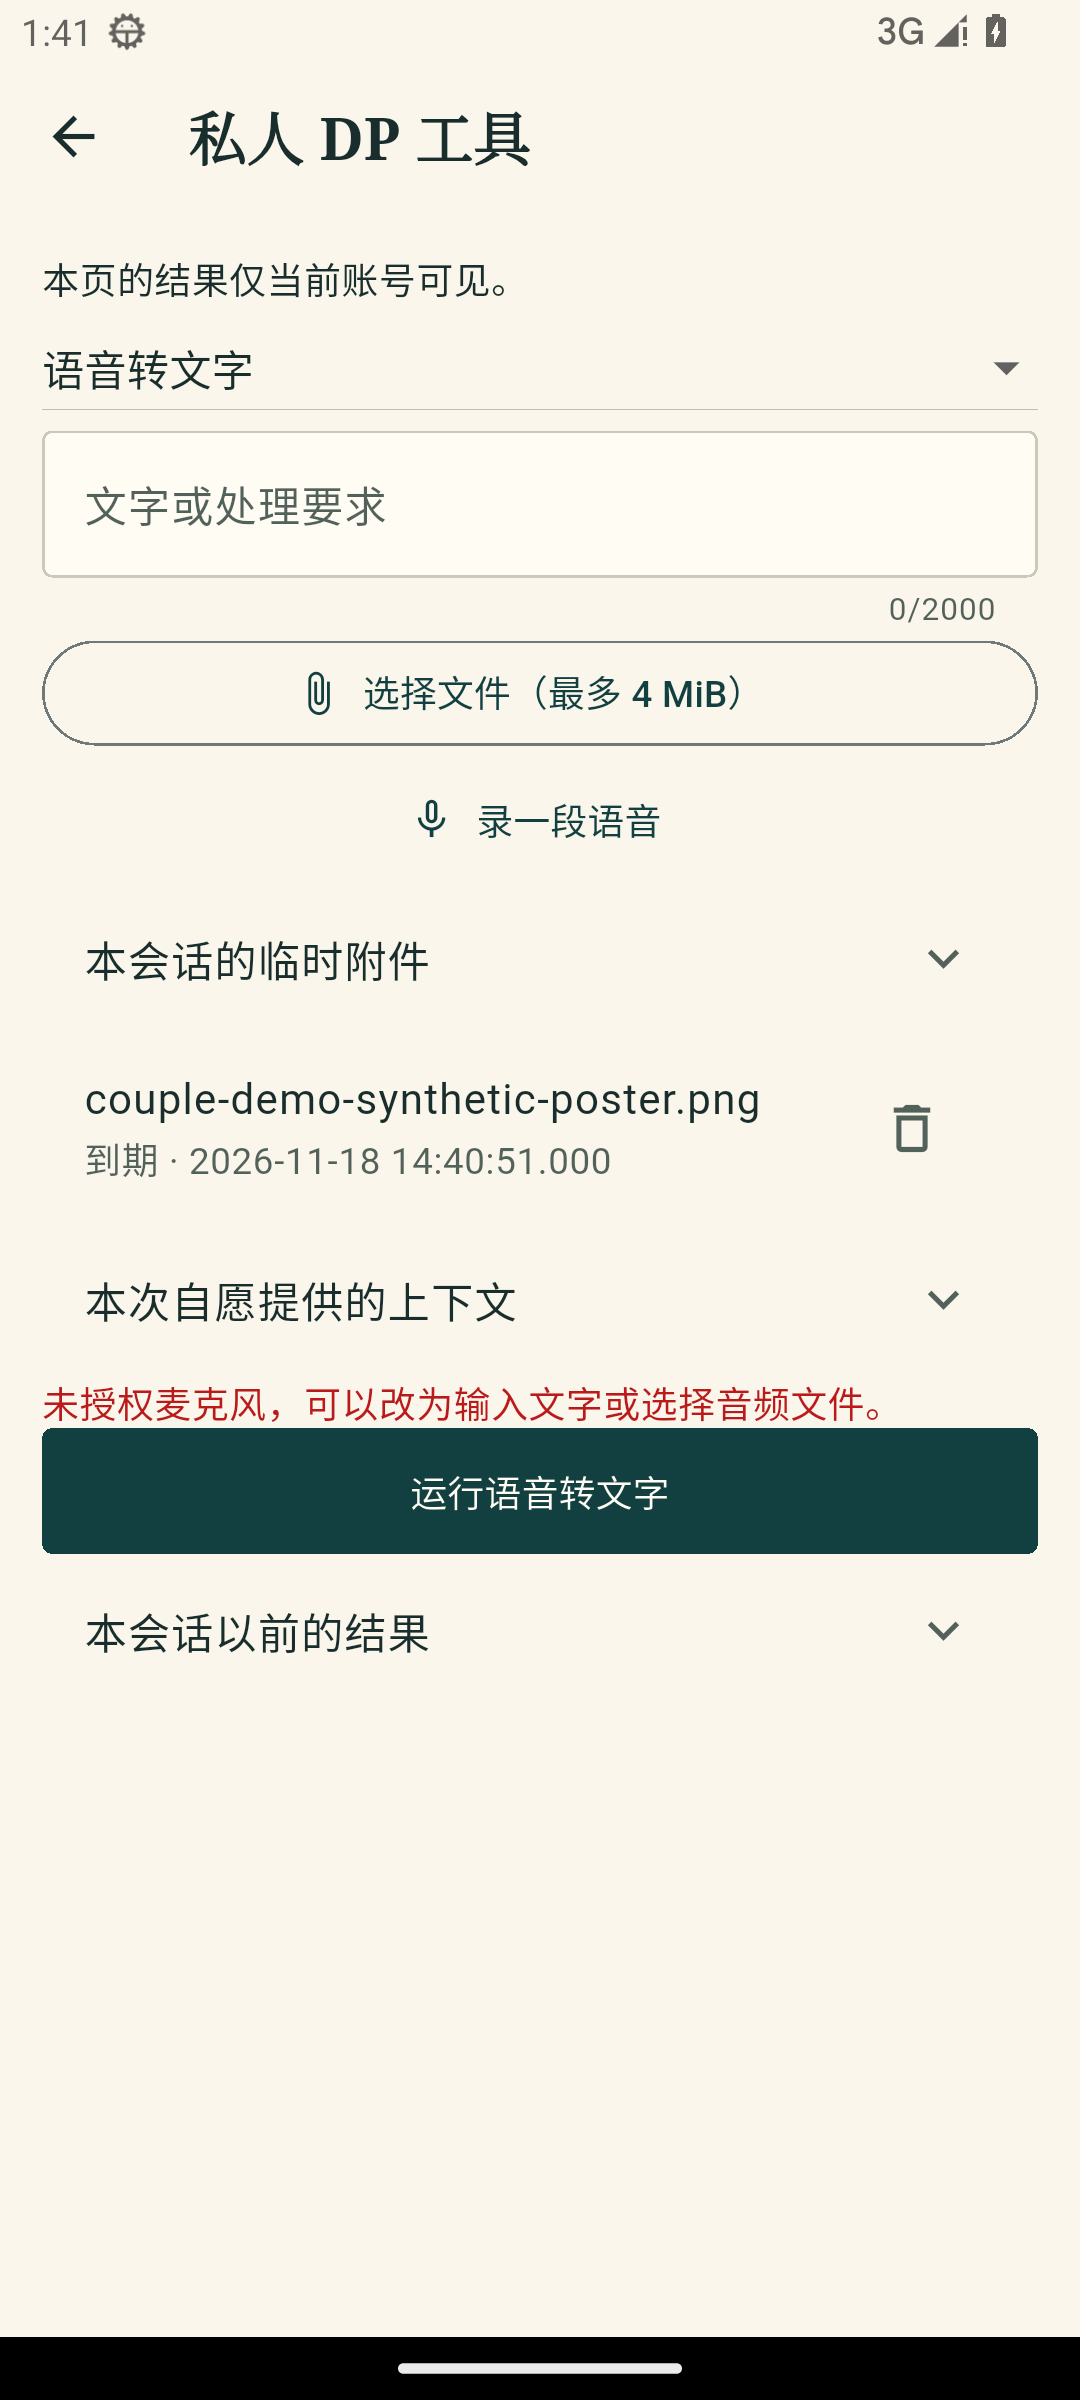 1:41
3G
私人 DP 工具
本页的结果仅当前账号可见。
语音转文字
文字或处理要求
0/2000
选择文件（最多 4 MiB）
录一段语音
本会话的临时附件
couple-demo-synthetic-poster.png
到期 · 2026-11-18 14:40:51.000
本次自愿提供的上下文
未授权麦克风，可以改为输入文字或选择音频文件。
运行语音转文字
本会话以前的结果